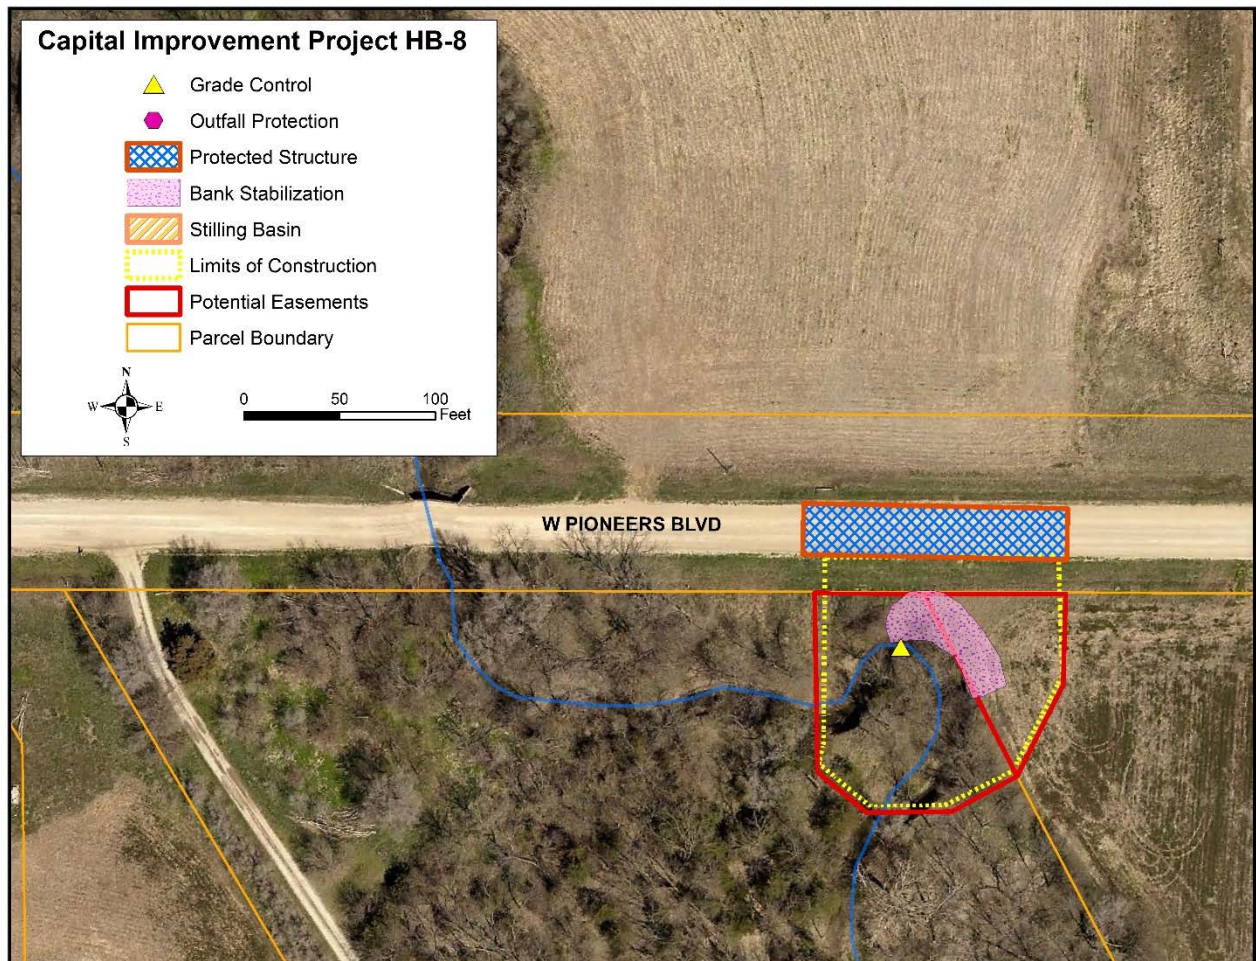 Capital Improvement Project HB-8
Grade Control
Outfall Protection
Protected Structure
Bank Stabilization
Stilling Basin
Limits of Construction
Potential Easements
Parcel Boundary
N
W E
S
0 50 100
Feet
W PIONEERS BLVD